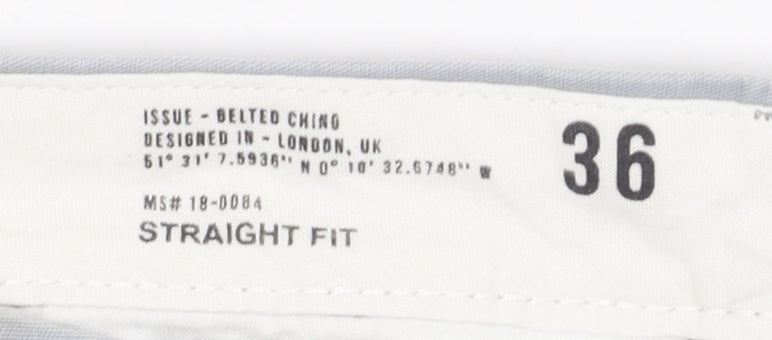 ISSUE - BELTED CHINO
DESIGNED IN - LONDON, UK
51° 31' 7.5936" N 0° 10' 32.6748" W
36
MS# 18-0084
STRAIGHT FIT